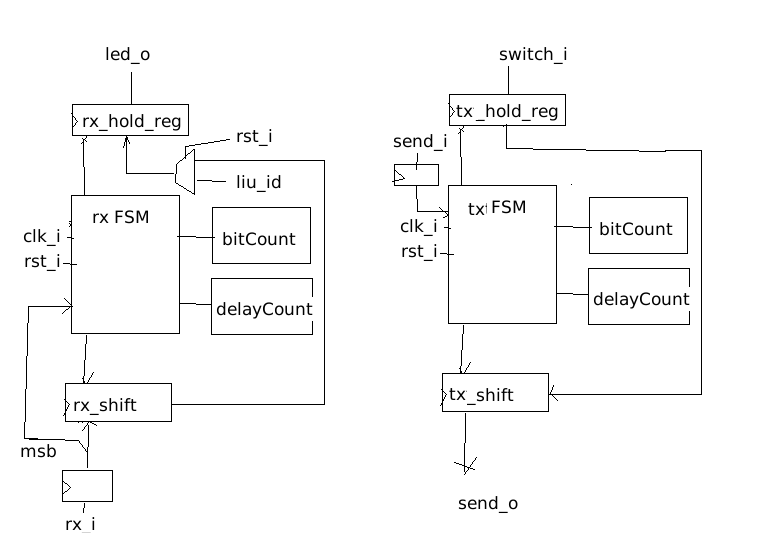 led_o
rx_hold_reg
rst_i
liu_id
rx FSM
clk_i
rst_i
bitCount
delayCount
rx_shift
msb
rx_i
switch_i
tx_hold_reg
send_i
tx FSM
clk_i
rst_i
bitCount
delayCount
tx_shift
send_o